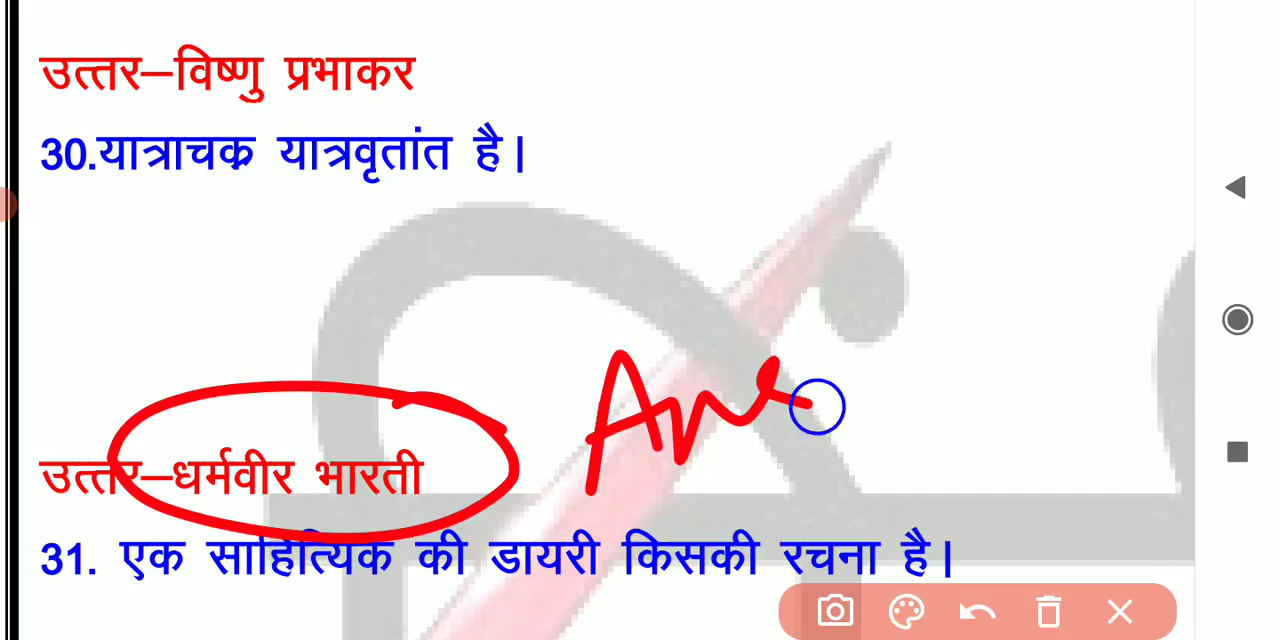 उत्तर–विष्णु प्रभाकर
30.यात्राचक्र यात्रवृतांत है।
Ans
उत्तर–धर्मवीर भारती
31. एक साहित्यिक की डायरी किसकी रचना है।